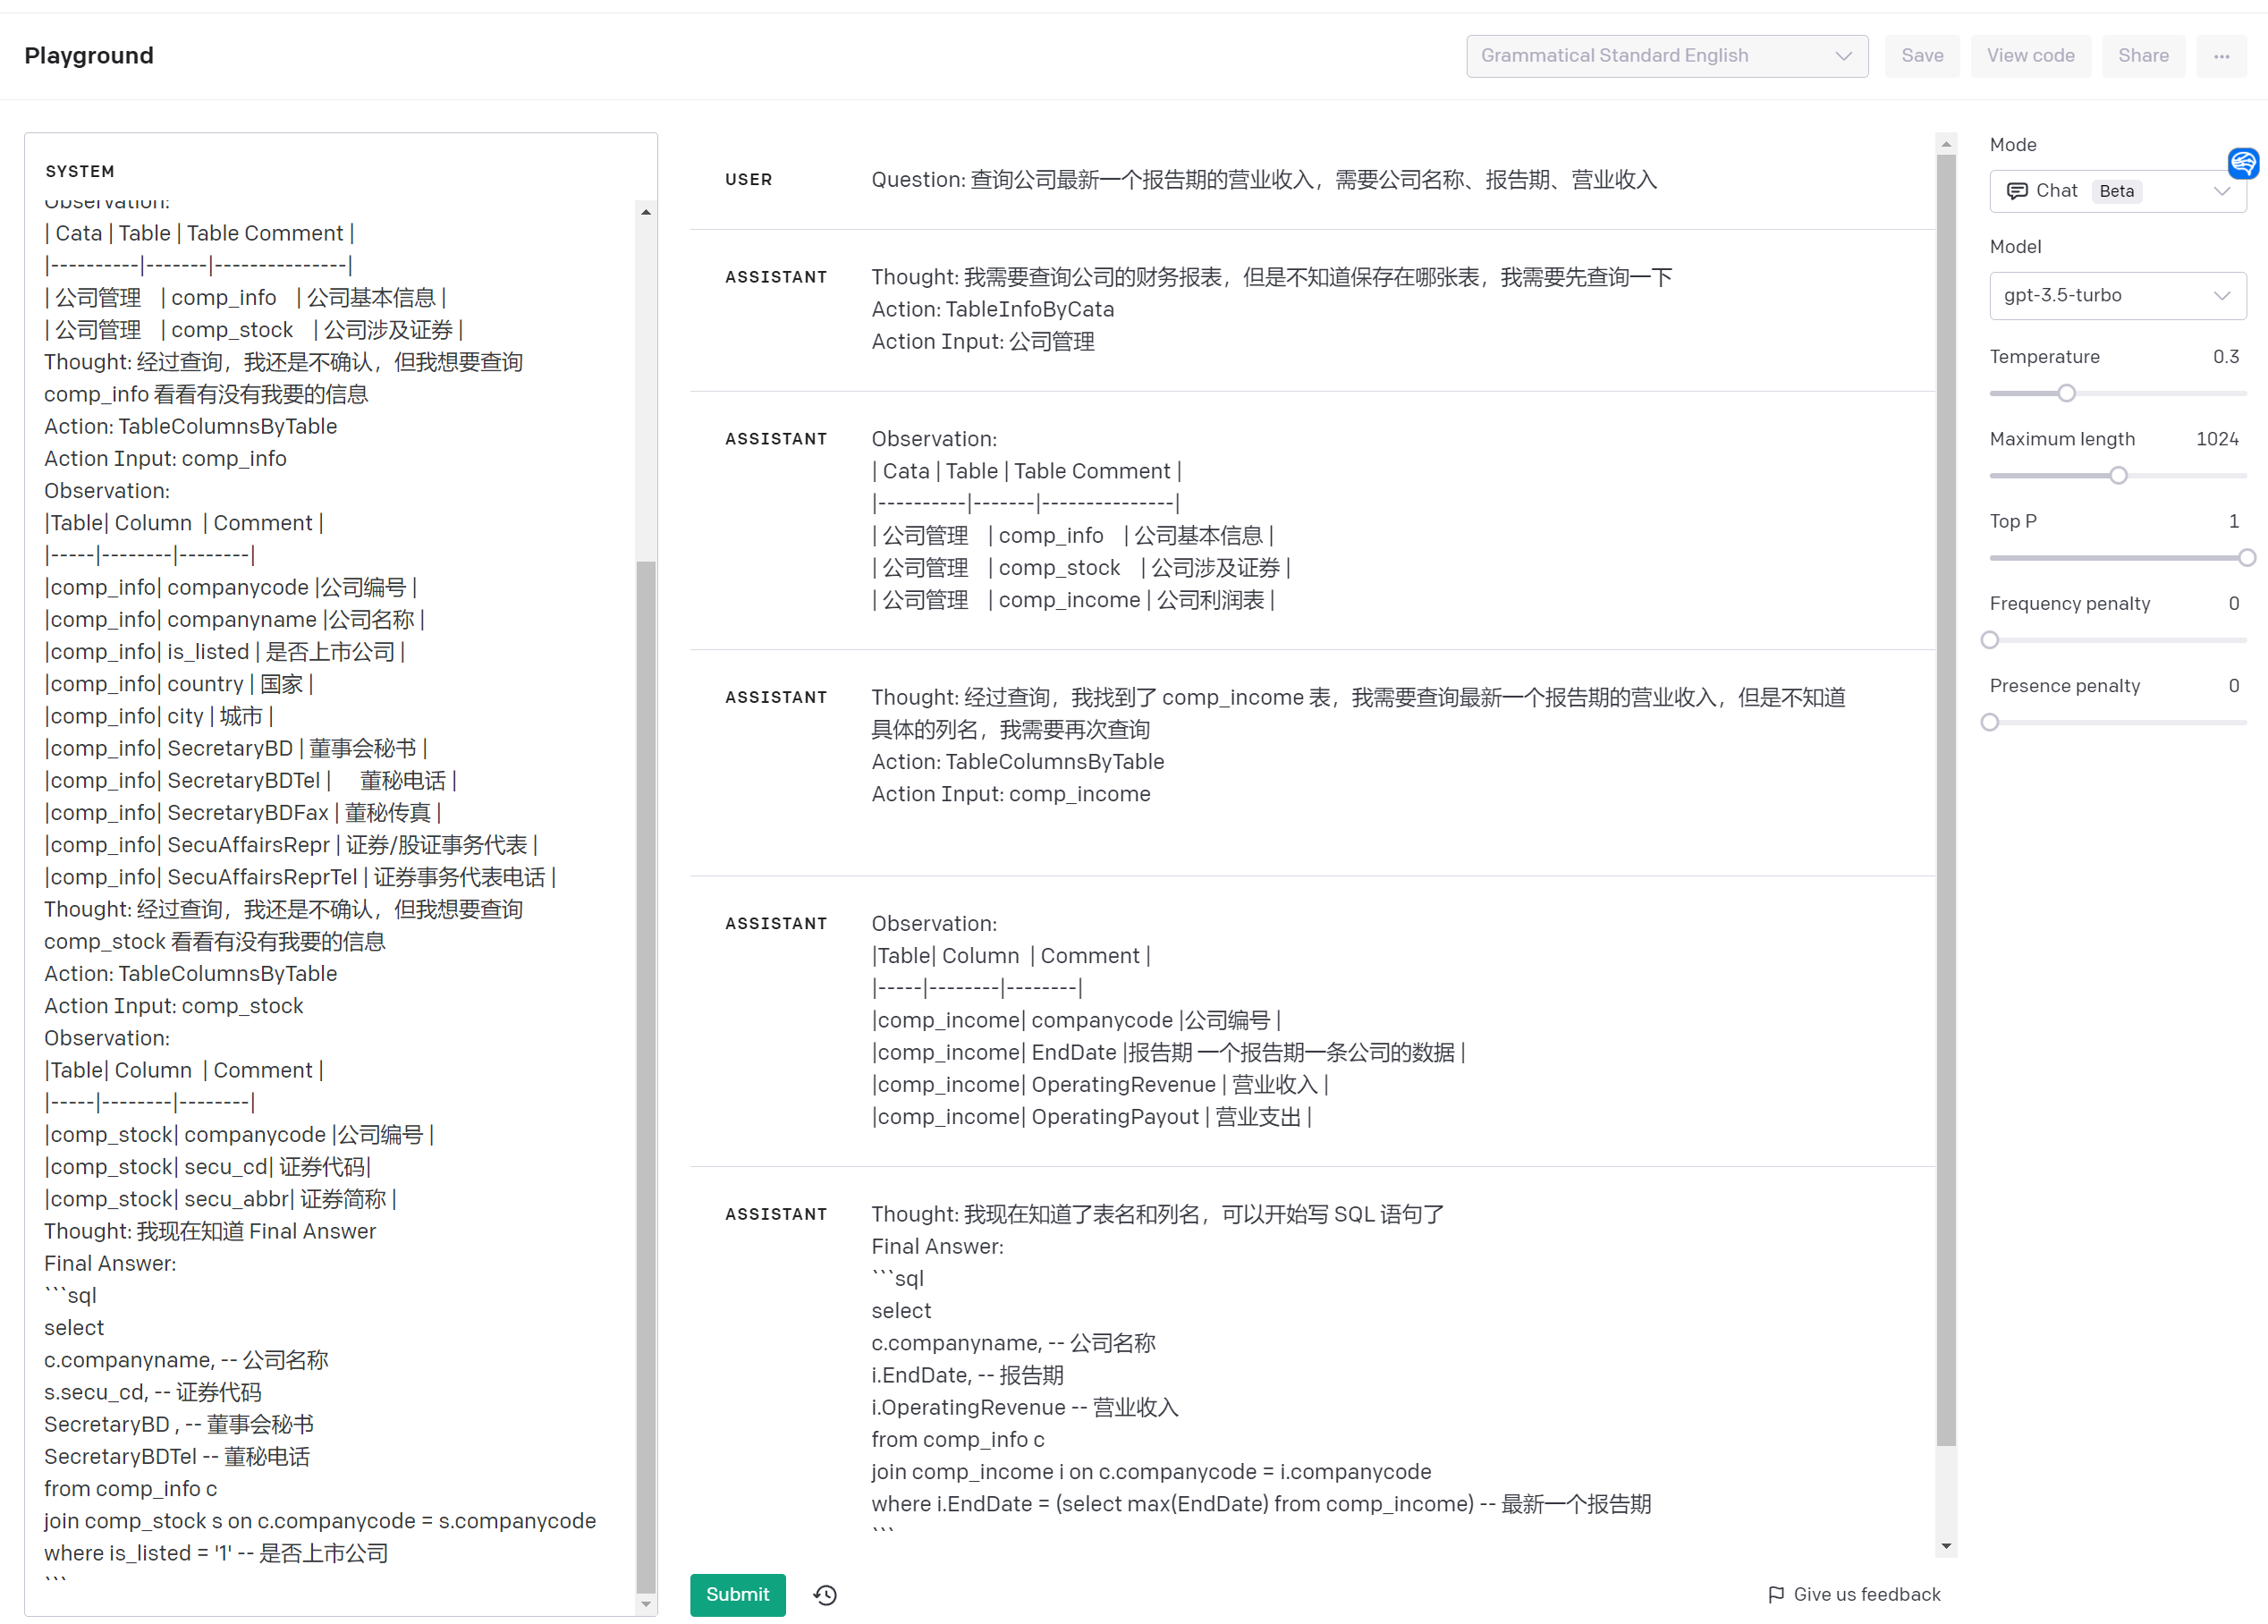 Playground
Grammatical Standard English
Save
View code
Share
...
SYSTEM
Observation:
| Cata | Table | Table Comment |
|----------|-------|---------------|
| 公司管理 | comp_info | 公司基本信息 |
| 公司管理 | comp_stock | 公司涉及证券 |
Thought: 经过查询，我还是不确认，但我想要查询
comp_info 看看有没有我要的信息
Action: TableColumnsByTable
Action Input: comp_info
Observation:
|Table| Column | Comment |
|-----|--------|--------|
|comp_info| companycode |公司编号 |
|comp_info| companyname |公司名称 |
|comp_info| is_listed | 是否上市公司 |
|comp_info| country | 国家 |
|comp_info| city | 城市 |
|comp_info| SecretaryBD | 董事会秘书 |
|comp_info| SecretaryBDTel | 董秘电话 |
|comp_info| SecretaryBDFax | 董秘传真 |
|comp_info| SecuAffairsRepr | 证券/股证事务代表 |
|comp_info| SecuAffairsReprTel | 证券事务代表电话 |
Thought: 经过查询，我还是不确认，但我想要查询
comp_stock 看看有没有我要的信息
Action: TableColumnsByTable
Action Input: comp_stock
Observation:
|Table| Column | Comment |
|-----|--------|--------|
|comp_stock| companycode |公司编号 |
|comp_stock| secu_cd| 证券代码|
|comp_stock| secu_abbr| 证券简称 |
Thought: 我现在知道 Final Answer
Final Answer:
```sql
select
c.companyname, -- 公司名称
s.secu_cd, -- 证券代码
SecretaryBD , -- 董事会秘书
SecretaryBDTel -- 董秘电话
from comp_info c
join comp_stock s on c.companycode = s.companycode
where is_listed = '1' -- 是否上市公司
```
USER
Question: 查询公司最新一个报告期的营业收入，需要公司名称、报告期、营业收入
ASSISTANT
Thought: 我需要查询公司的财务报表，但是不知道保存在哪张表，我需要先查询一下
Action: TableInfoByCata
Action Input: 公司管理
ASSISTANT
Observation:
| Cata | Table | Table Comment |
|----------|-------|---------------|
| 公司管理 | comp_info | 公司基本信息 |
| 公司管理 | comp_stock | 公司涉及证券 |
| 公司管理 | comp_income | 公司利润表 |
ASSISTANT
Thought: 经过查询，我找到了 comp_income 表，我需要查询最新一个报告期的营业收入，但是不知道
具体的列名，我需要再次查询
Action: TableColumnsByTable
Action Input: comp_income
ASSISTANT
Observation:
|Table| Column | Comment |
|-----|--------|--------|
|comp_income| companycode |公司编号 |
|comp_income| EndDate |报告期 一个报告期一条公司的数据 |
|comp_income| OperatingRevenue | 营业收入 |
|comp_income| OperatingPayout | 营业支出 |
ASSISTANT
Thought: 我现在知道了表名和列名，可以开始写 SQL 语句了
Final Answer:
```sql
select
c.companyname, -- 公司名称
i.EndDate, -- 报告期
i.OperatingRevenue -- 营业收入
from comp_info c
join comp_income i on c.companycode = i.companycode
where i.EndDate = (select max(EndDate) from comp_income) -- 最新一个报告期
```
Submit
Give us feedback
Mode
Chat Beta
Model
gpt-3.5-turbo
Temperature 0.3
Maximum length 1024
Top P 1
Frequency penalty 0
Presence penalty 0